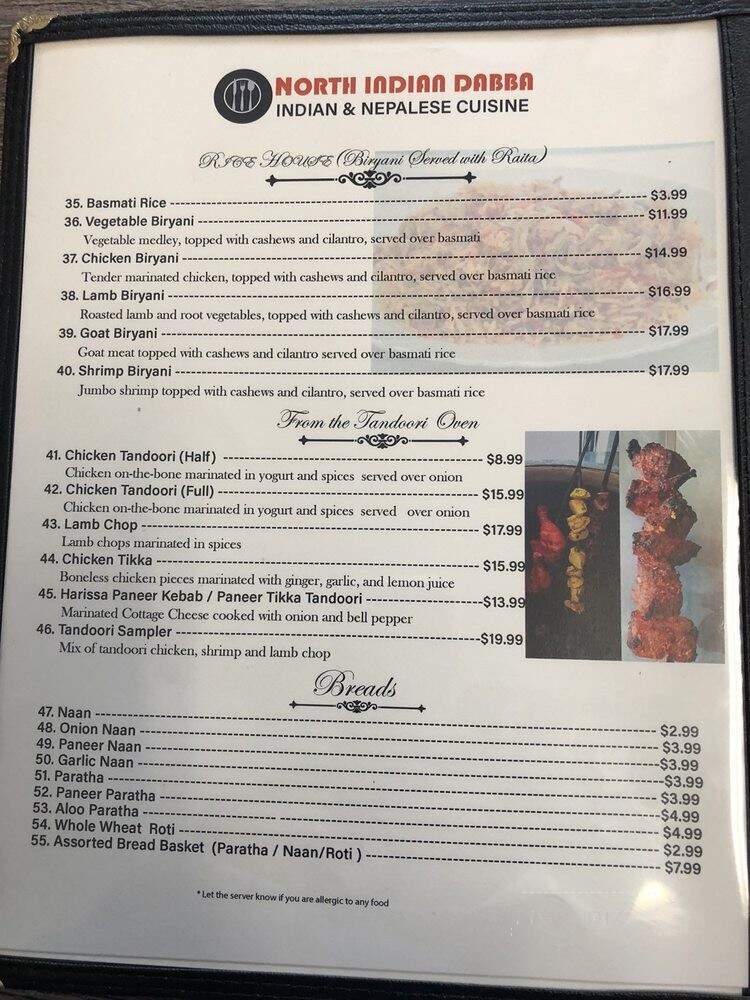 NORTH INDIAN DABBA
INDIAN & NEPALESE CUISINE
RICE HOUSE (Biryani Served with Raita)
35. Basmati Rice $3.99
36. Vegetable Biryani $11.99
Vegetable medley, topped with cashews and cilantro, served over basmati
37. Chicken Biryani $14.99
Tender marinated chicken, topped with cashews and cilantro, served over basmati rice
38. Lamb Biryani $16.99
Roasted lamb and root vegetables, topped with cashews and cilantro, served over basmati rice
39. Goat Biryani $17.99
Goat meat topped with cashews and cilantro served over basmati rice
40. Shrimp Biryani $17.99
Jumbo shrimp topped with cashews and cilantro, served over basmati rice
From the Tandoori Oven
41. Chicken Tandoori (Half) $8.99
Chicken on-the-bone marinated in yogurt and spices served over onion
42. Chicken Tandoori (Full) $15.99
Chicken on-the-bone marinated in yogurt and spices served over onion
43. Lamb Chop $17.99
Lamb chops marinated in spices
44. Chicken Tikka $15.99
Boneless chicken pieces marinated with ginger, garlic, and lemon juice
45. Harissa Paneer Kebab / Paneer Tikka Tandoori $13.99
Marinated Cottage Cheese cooked with onion and bell pepper
46. Tandoori Sampler $19.99
Mix of tandoori chicken, shrimp and lamb chop
Breads
47. Naan $2.99
48. Onion Naan $3.99
49. Paneer Naan $3.99
50. Garlic Naan $3.99
51. Paratha $3.99
52. Paneer Paratha $4.99
53. Aloo Paratha $4.99
54. Whole Wheat Roti $2.99
55. Assorted Bread Basket (Paratha / Naan/Roti ) $7.99
* Let the server know if you are allergic to any food